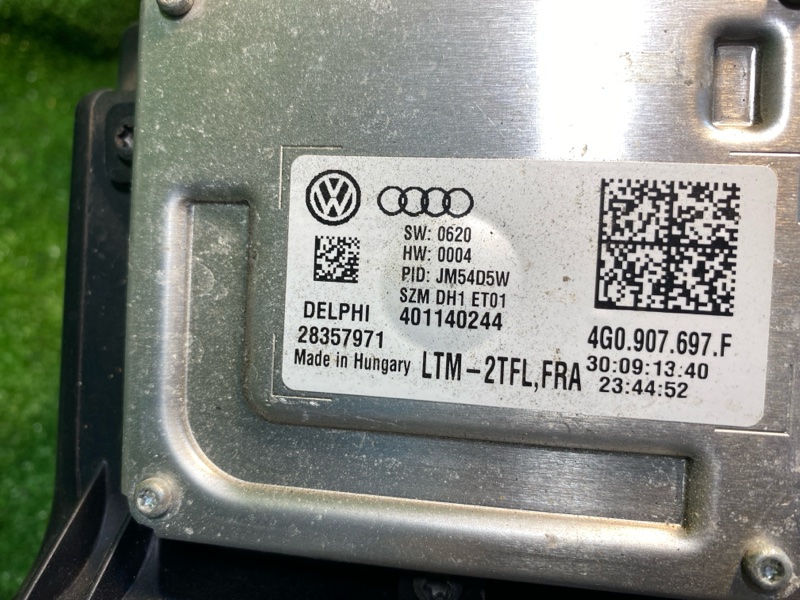 SW: 0620
HW: 0004
PID: JM54D5W
SZM DH1 ET01
DELPHI 401140244
28357971
Made in Hungary LTM-2TFL,FRA
4G0.907.697.F
30:09:13:40
23:44:52